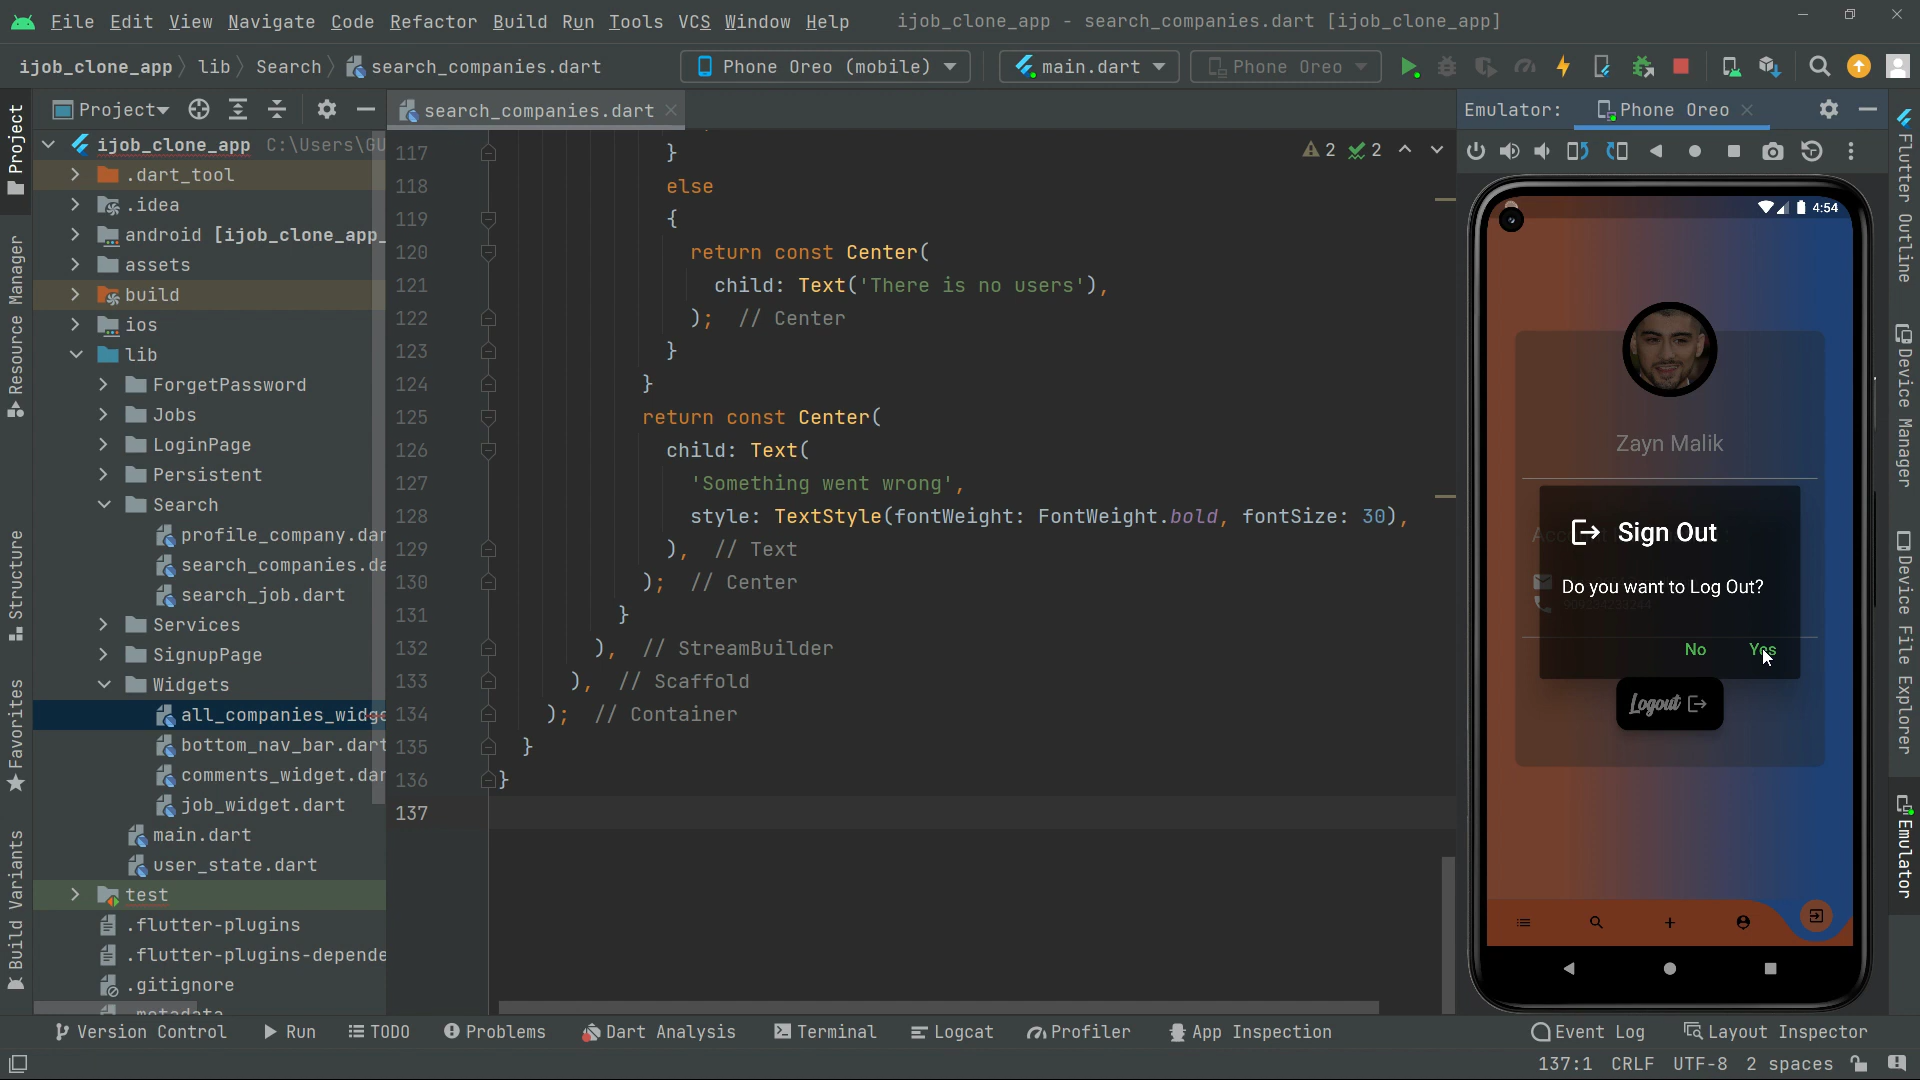 File Edit View Navigate Code Refactor Build Run Tools VCS Window Help ijob_clone_app - search_companies.dart [ijob_clone_app]
ijob_clone_app lib Search search_companies.dart Phone Oreo (mobile) main.dart Phone Oreo
Project
search_companies.dart
Emulator: Phone Oreo
Project
Resource Manager
Structure
Favorites
Build Variants
ijob_clone_app C:\Users\GU
.dart_tool
.idea
android [ijob_clone_app_
assets
build
ios
lib
ForgetPassword
Jobs
LoginPage
Persistent
Search
profile_company.dar
search_companies.da
search_job.dart
Services
SignupPage
Widgets
all_companies_widge
bottom_nav_bar.dart
comments_widget.dar
job_widget.dart
main.dart
user_state.dart
test
.flutter-plugins
.flutter-plugins-depende
.gitignore
2 2
117 }
118 else
119 {
120 return const Center(
121 child: Text('There is no users'),
122 ); // Center
123 }
124 }
125 return const Center(
126 child: Text(
127 'Something went wrong',
128 style: TextStyle(fontWeight: FontWeight.bold, fontSize: 30),
129 ), // Text
130 ); // Center
131 }
132 ), // StreamBuilder
133 ), // Scaffold
134 ); // Container
135 }
136 }
137
4:54
Zayn Malik
Sign Out
Do you want to Log Out?
No Yes
Logout
Flutter Outline
Device Manager
Device File Explorer
Emulator
Version Control Run TODO Problems Dart Analysis Terminal Logcat Profiler App Inspection Event Log Layout Inspector
137:1 CRLF UTF-8 2 spaces